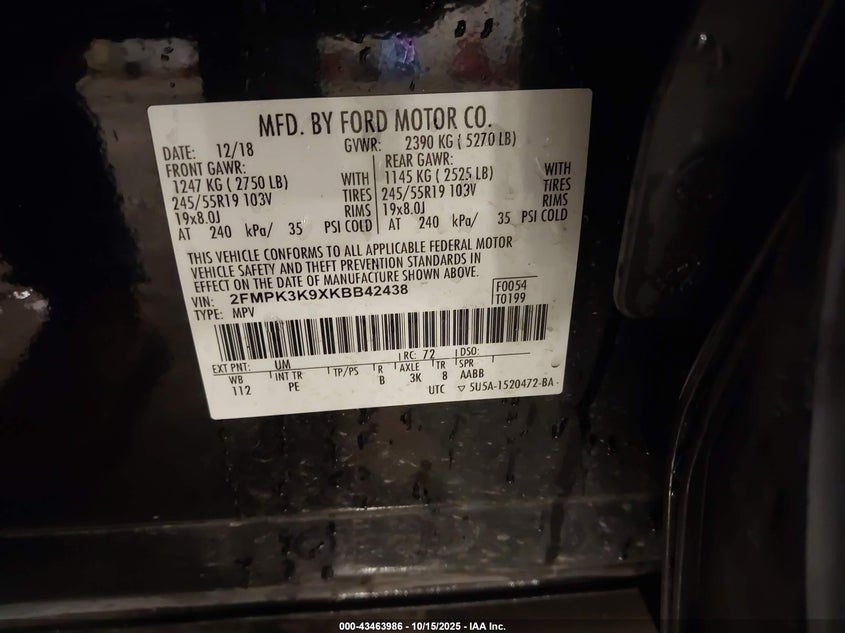 MFD. BY FORD MOTOR CO.
DATE: 12/18 GVWR: 2390 KG ( 5270 LB)
FRONT GAWR: REAR GAWR:
1247 KG ( 2750 LB) WITH 1145 KG ( 2525 LB) WITH
245/55R19 103V TIRES 245/55R19 103V TIRES
19x8.0J RIMS 19x8.0J RIMS
AT 240 kPa/ 35 PSI COLD AT 240 kPa/ 35 PSI COLD
THIS VEHICLE CONFORMS TO ALL APPLICABLE FEDERAL MOTOR
VEHICLE SAFETY AND THEFT PREVENTION STANDARDS IN
EFFECT ON THE DATE OF MANUFACTURE SHOWN ABOVE.
VIN: 2FMPK3K9XKBB42438 F0054
TYPE: MPV T0199
EXT PNT: UM RC: 72 DSO:
WB INT TR TP/PS R AXLE TR SPR
112 PE B 3K 8 AABB
UTC ▽ 5U5A-1520472-BA
000-43463986 - 10/15/2025 - IAA Inc.